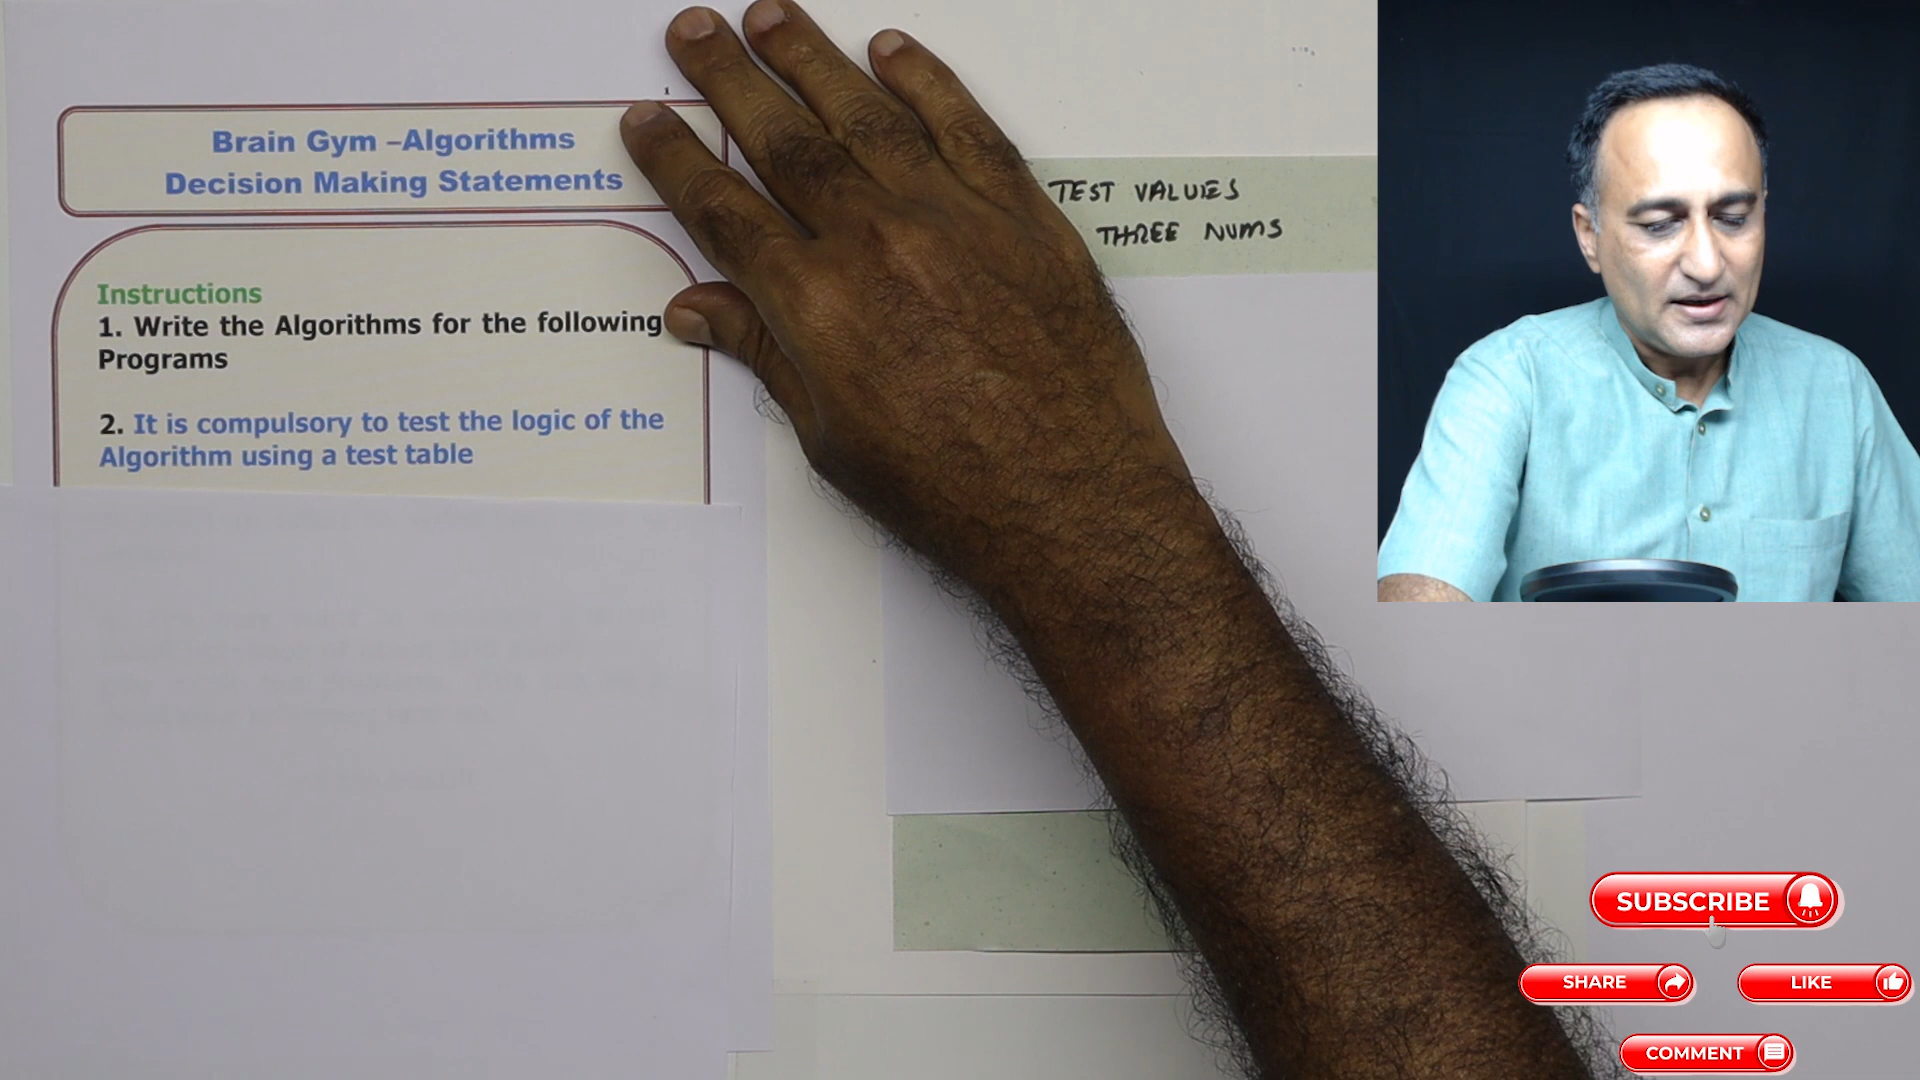 1
Brain Gym –Algorithms
Decision Making Statements
Instructions
1. Write the Algorithms for the following
Programs
2. It is compulsory to test the logic of the
Algorithm using a test table
TEST VALUES
THREE NUMS
SUBSCRIBE
SHARE
LIKE
COMMENT